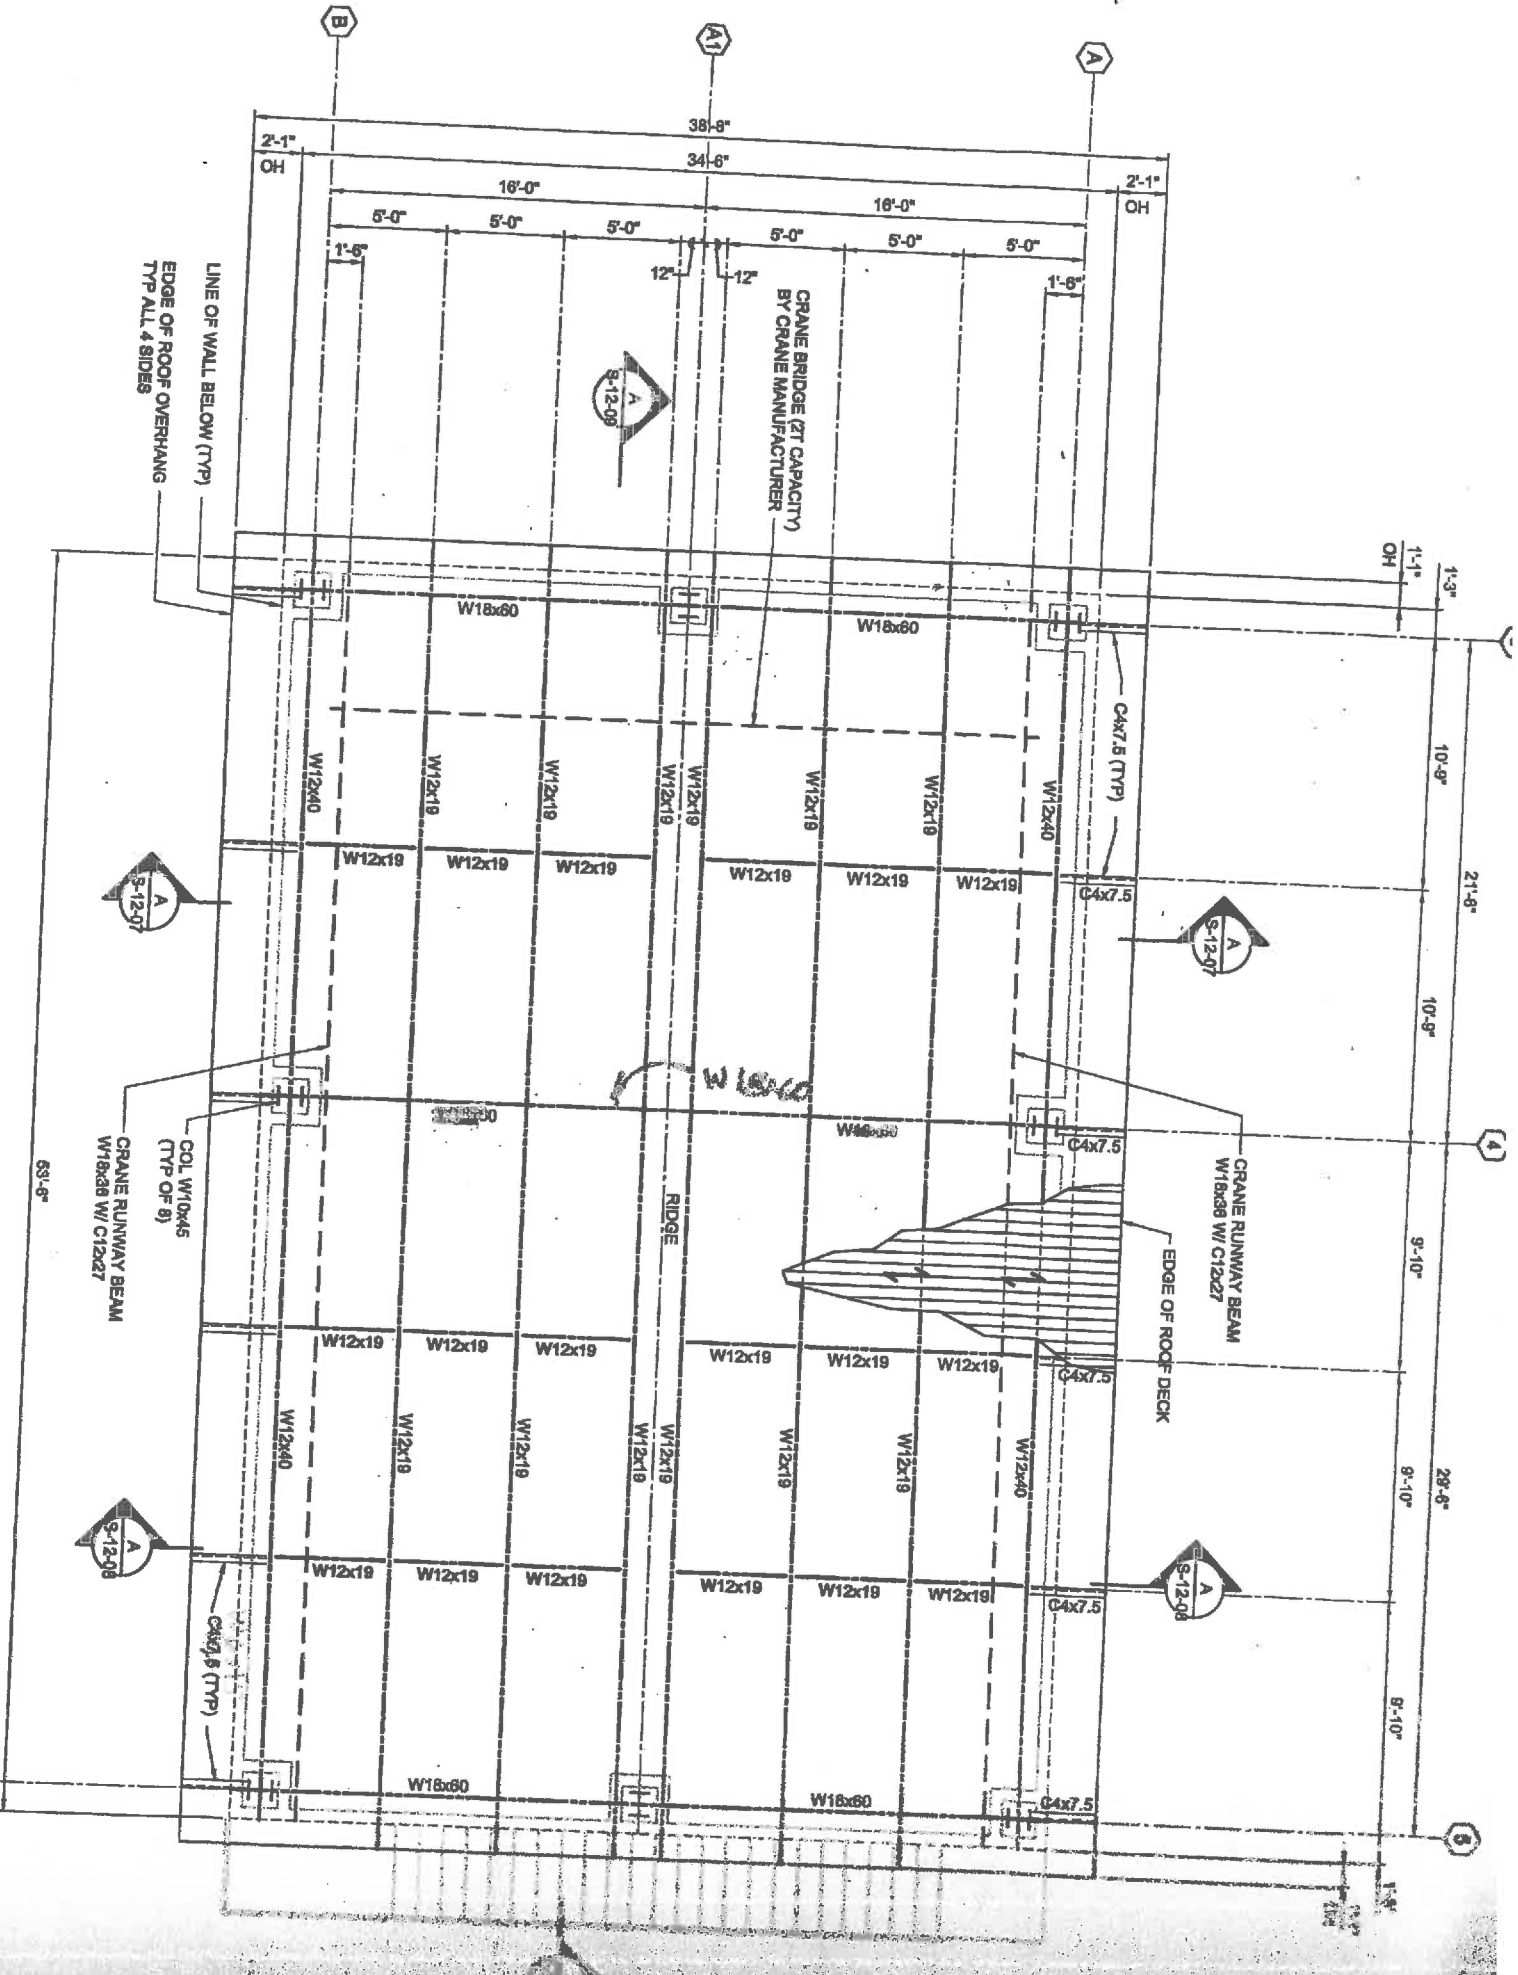 B
A1
A
38'-8"
2'-1"
OH
34'-6"
2'-1"
OH
16'-0"
16'-0"
5'-0"
5'-0"
5'-0"
5'-0"
5'-0"
5'-0"
1'-6"
12"
12"
1'-6"
LINE OF WALL BELOW (TYP)
EDGE OF ROOF OVERHANG
TYP ALL 4 SIDES
CRANE BRIDGE (2T CAPACITY)
BY CRANE MANUFACTURER
A
S-12-09
1'-1"
OH
1'-3"
W18x60
W18x60
C4x7.5 (TYP)
10'-9"
21'-8"
W12x40
W12x19
W12x19
W12x19
W12x19
W12x19
W12x19
W12x40
W12x19
W12x19
W12x19
W12x19
W12x19
W12x19
C4x7.5
A
S-12-07
A
S-12-07
10'-9"
4
C4x7.5
CRANE RUNWAY BEAM
W18x36 W/ C12x27
COL W10x45
(TYP OF 8)
CRANE RUNWAY BEAM
W18x36 W/ C12x27
RIDGE
EDGE OF ROOF DECK
53'-6"
9'-10"
W12x19
W12x19
W12x19
W12x19
W12x19
W12x19
C4x7.5
W12x40
W12x19
W12x19
W12x19
W12x19
W12x19
W12x19
W12x40
9'-10"
29'-6"
A
S-12-08
A
S-12-08
W12x19
W12x19
W12x19
W12x19
W12x19
W12x19
C4x7.5
C4x7.5 (TYP)
9'-10"
W18x60
W18x60
C4x7.5
5